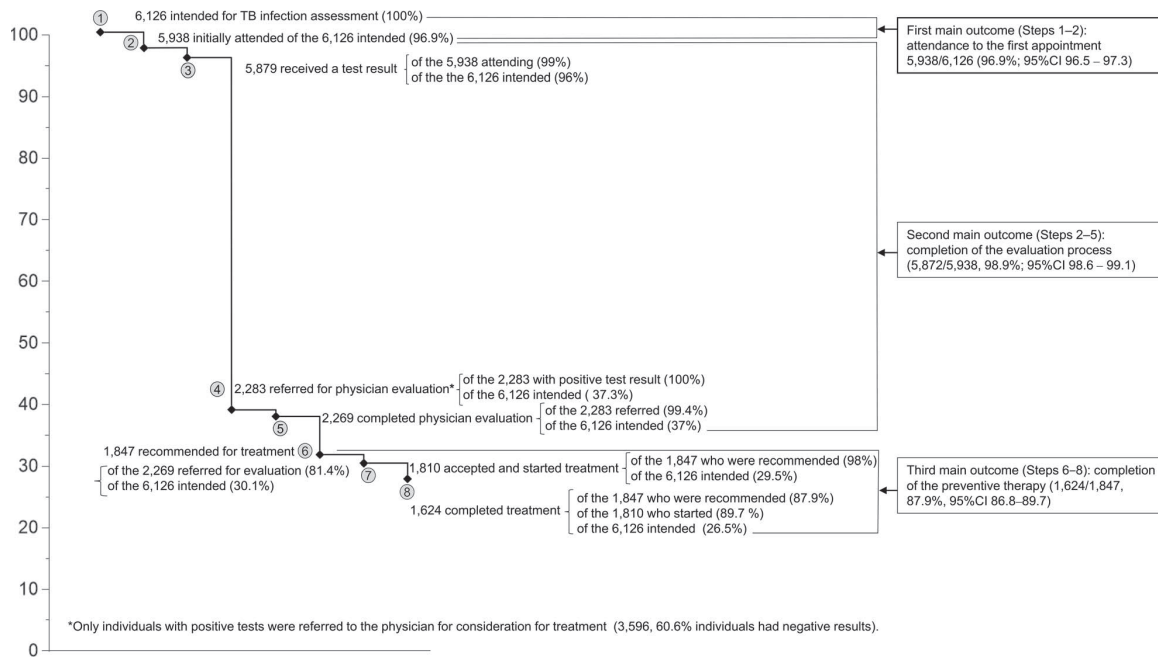 6,126 intended for TB infection assessment (100%)
1
100
5,938 initially attended of the 6,126 intended (96.9%)
2
3
5,879 received a test result
of the 5,938 attending (99%)
of the the 6,126 intended (96%)
First main outcome (Steps 1–2):
attendance to the first appointment
5,938/6,126 (96.9%; 95%CI 96.5 – 97.3)
90
80
70
Second main outcome (Steps 2–5):
completion of the evaluation process
(5,872/5,938, 98.9%; 95%CI 98.6 – 99.1)
60
50
40
4
2,283 referred for physician evaluation*
of the 2,283 with positive test result (100%)
of the 6,126 intended ( 37.3%)
5
2,269 completed physician evaluation
of the 2,283 referred (99.4%)
of the 6,126 intended (37%)
30
1,847 recommended for treatment
6
of the 2,269 referred for evaluation (81.4%)
of the 6,126 intended (30.1%)
7
1,810 accepted and started treatment
of the 1,847 who were recommended (98%)
of the 6,126 intended (29.5%)
8
1,624 completed treatment
of the 1,847 who were recommended (87.9%)
of the 1,810 who started (89.7 %)
of the 6,126 intended (26.5%)
Third main outcome (Steps 6–8): completion
of the preventive therapy (1,624/1,847,
87.9%, 95%CI 86.8–89.7)
20
10
*Only individuals with positive tests were referred to the physician for consideration for treatment (3,596, 60.6% individuals had negative results).
0